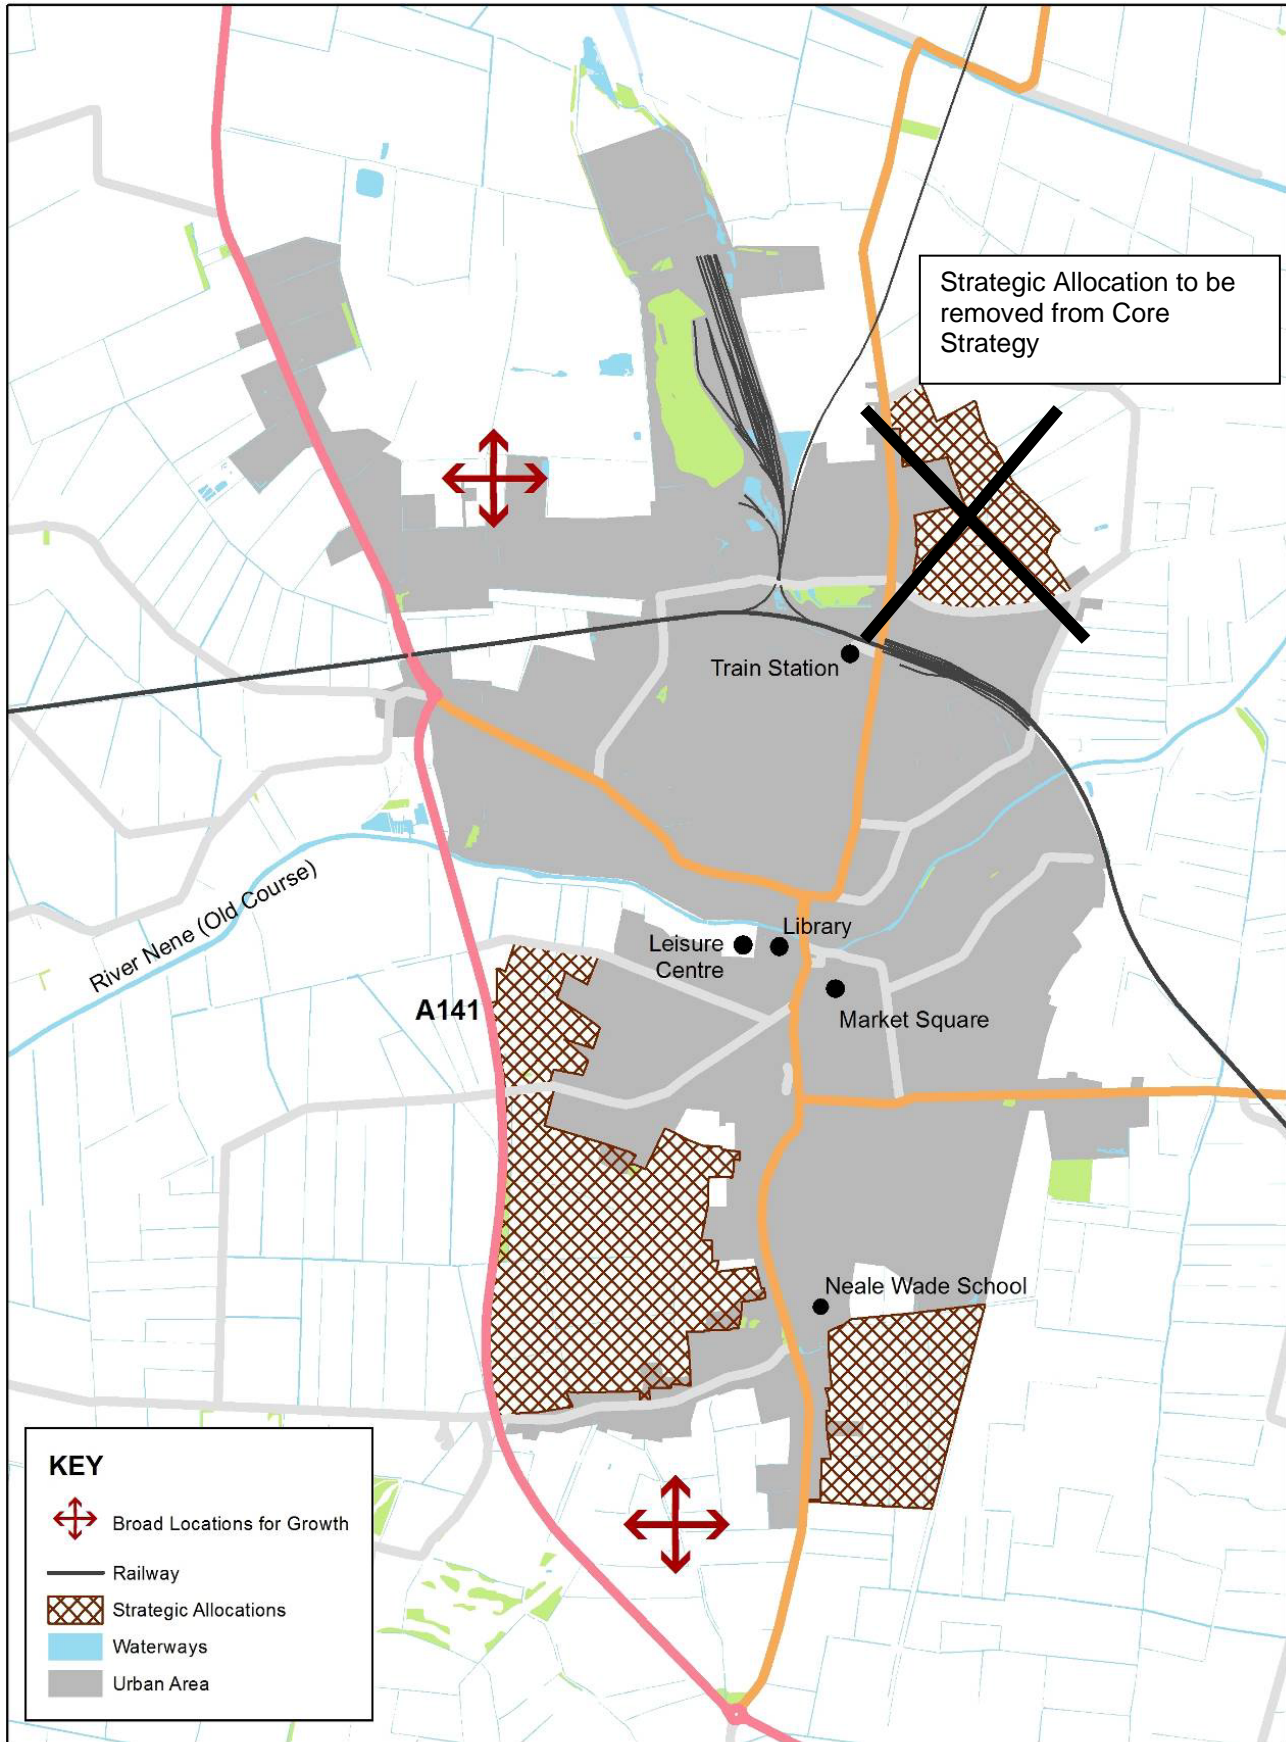 Strategic Allocation to be
removed from Core
Strategy
Train Station
River Nene (Old Course)
Library
Leisure
Centre
A141
Market Square
Neale Wade School
KEY
Broad Locations for Growth
Railway
Strategic Allocations
Waterways
Urban Area